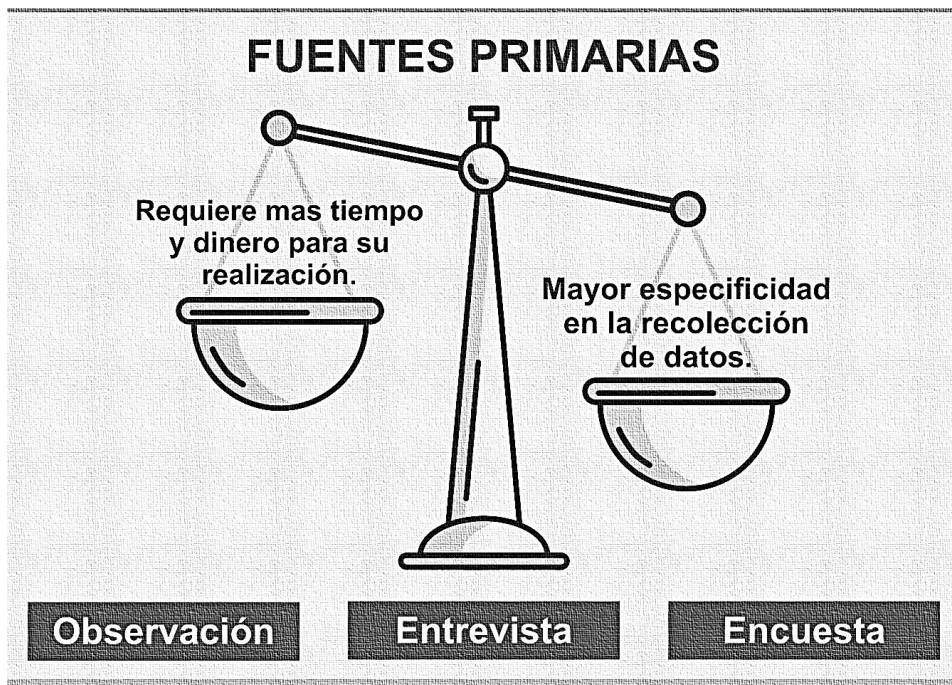 FUENTES PRIMARIAS
Requiere mas tiempo
y dinero para su
realización.
Mayor especificidad
en la recolección
de datos.
Observación
Entrevista
Encuesta